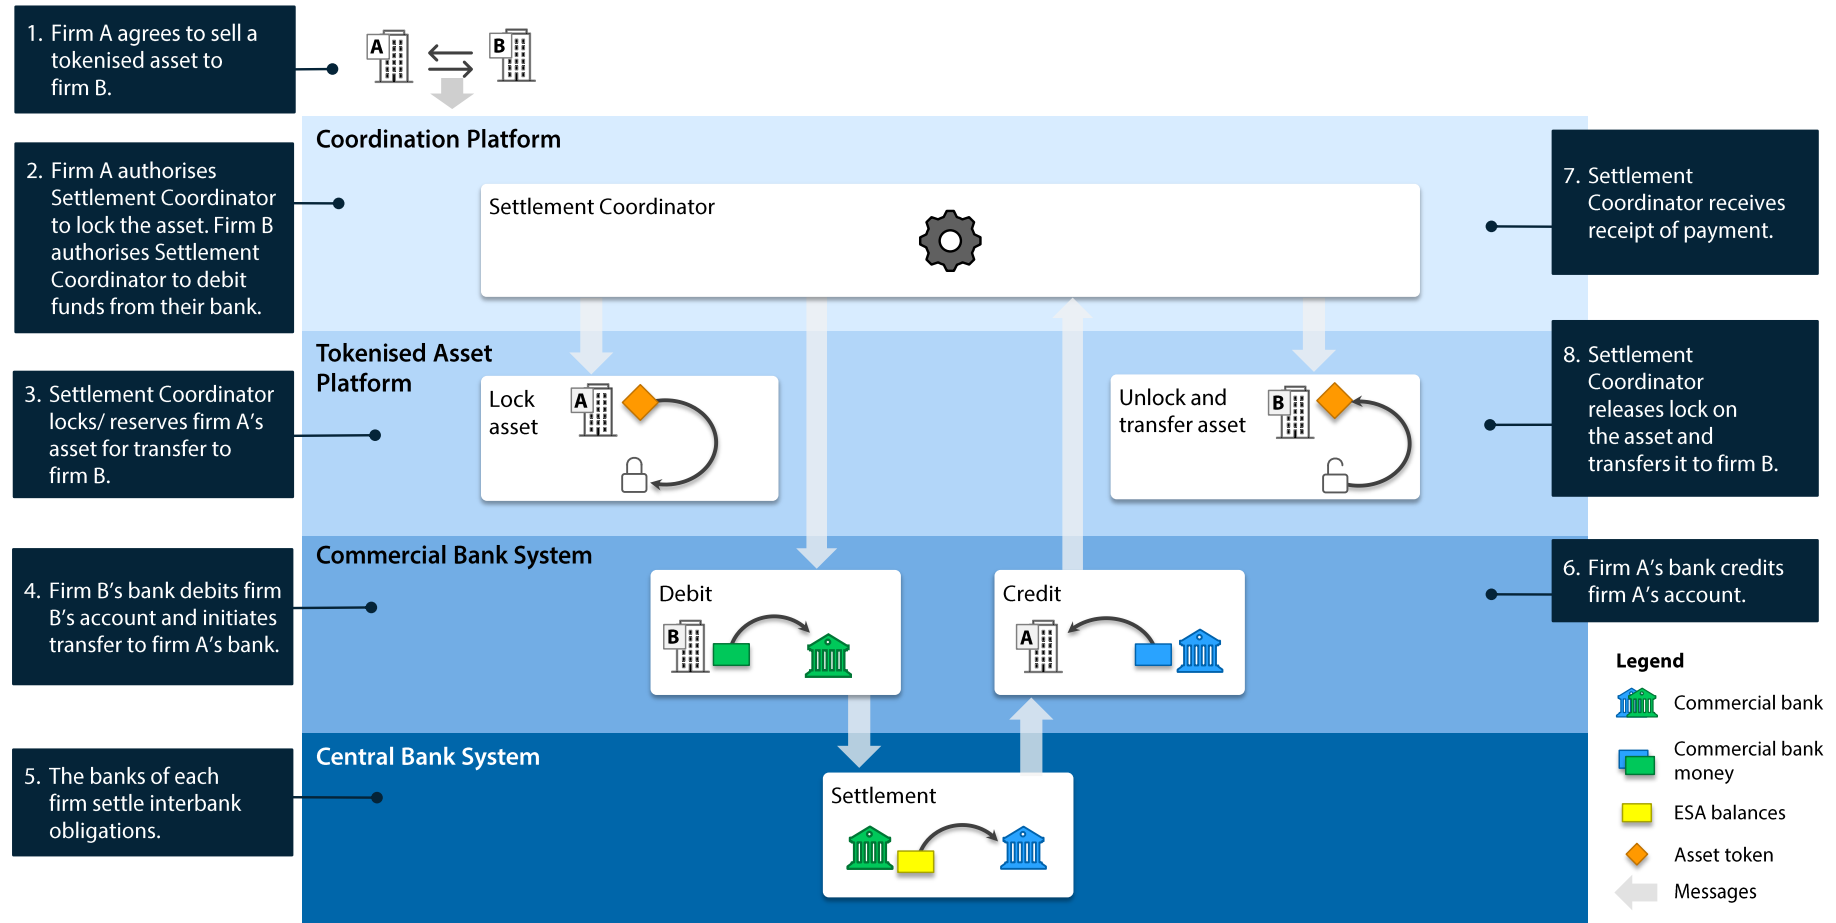 1. Firm A agrees to sell a
tokenised asset to
firm B.
A
B
2. Firm A authorises
Settlement Coordinator
to lock the asset. Firm B
authorises Settlement
Coordinator to debit
funds from their bank.
3. Settlement Coordinator
locks/ reserves firm A’s
asset for transfer to
firm B.
4. Firm B’s bank debits firm
B’s account and initiates
transfer to firm A’s bank.
5. The banks of each
firm settle interbank
obligations.
Coordination Platform
Settlement Coordinator
Tokenised Asset
Platform
Lock
asset
A
Unlock and
transfer asset
B
Commercial Bank System
Debit
B
Credit
A
Central Bank System
Settlement
7. Settlement
Coordinator receives
receipt of payment.
8. Settlement
Coordinator
releases lock on
the asset and
transfers it to firm B.
6. Firm A’s bank credits
firm A’s account.
Legend
Commercial bank
Commercial bank
money
ESA balances
Asset token
Messages